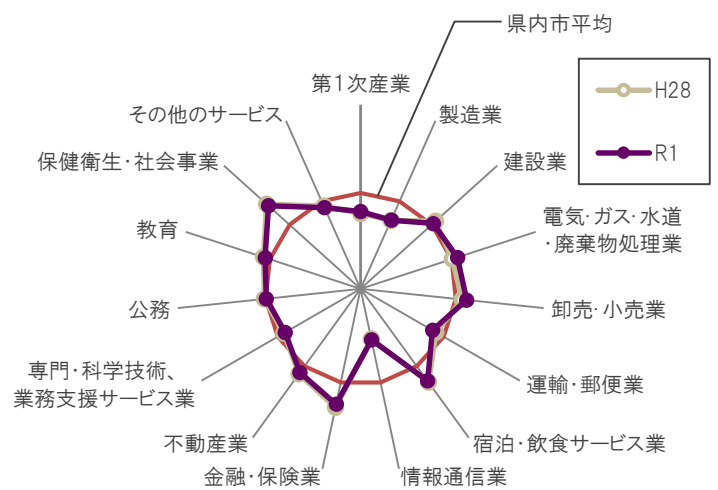 県内市平均
第1次産業
H28
R1
製造業
建設業
電気・ガス・水道
・廃棄物処理業
卸売・小売業
運輸・郵便業
宿泊・飲食サービス業
情報通信業
金融・保険業
不動産業
専門・科学技術、
業務支援サービス業
公務
教育
保健衛生・社会事業
その他のサービス